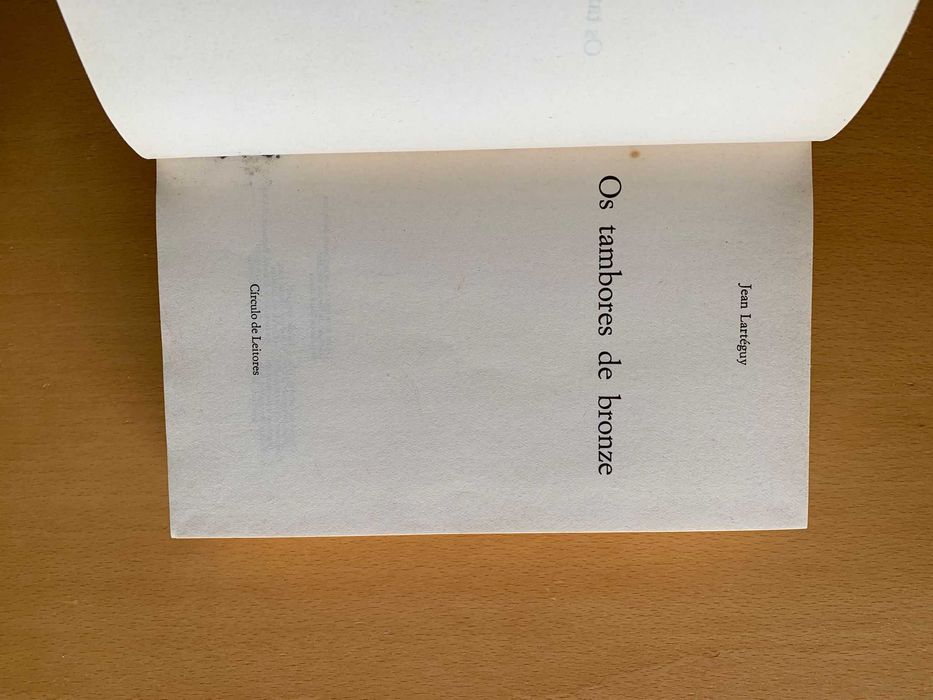 Jean Lartéguy
Os tambores de bronze
Círculo de Leitores